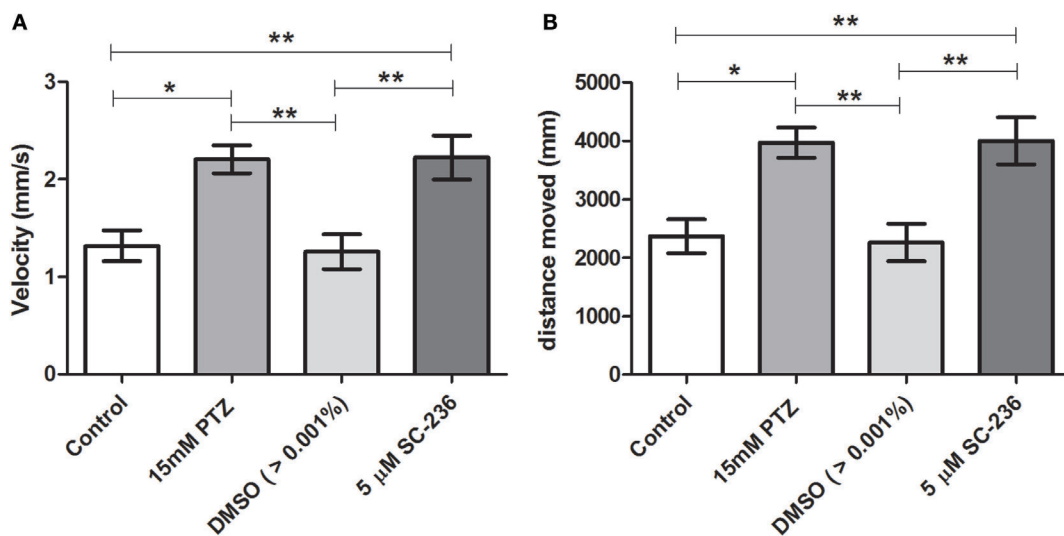 A
**
*
**
**
3
2
1
0
Velocity (mm/s)
Control
15mM PTZ
DMSO ( > 0.001%)
5 μM SC-236
B
**
*
**
**
5000
4000
3000
2000
1000
0
distance moved (mm)
Control
15mM PTZ
DMSO ( > 0.001%)
5 μM SC-236